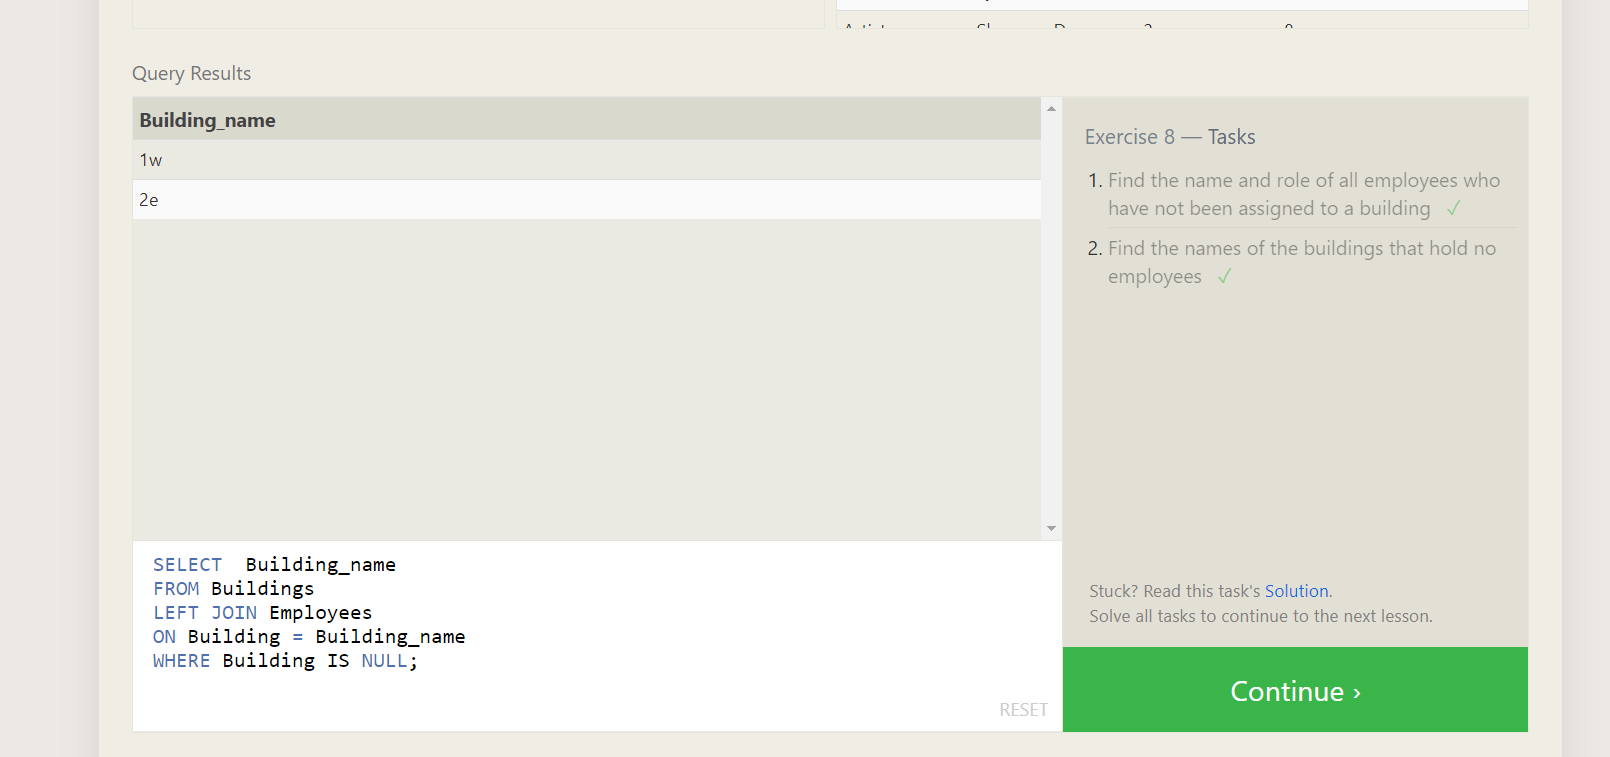 Query Results
Building_name
1w
2e
Exercise 8 — Tasks
1. Find the name and role of all employees who
have not been assigned to a building ✓
2. Find the names of the buildings that hold no
employees ✓
SELECT  Building_name
FROM Buildings
LEFT JOIN Employees
ON Building = Building_name
WHERE Building IS NULL;
RESET
Stuck? Read this task's Solution.
Solve all tasks to continue to the next lesson.
Continue ›